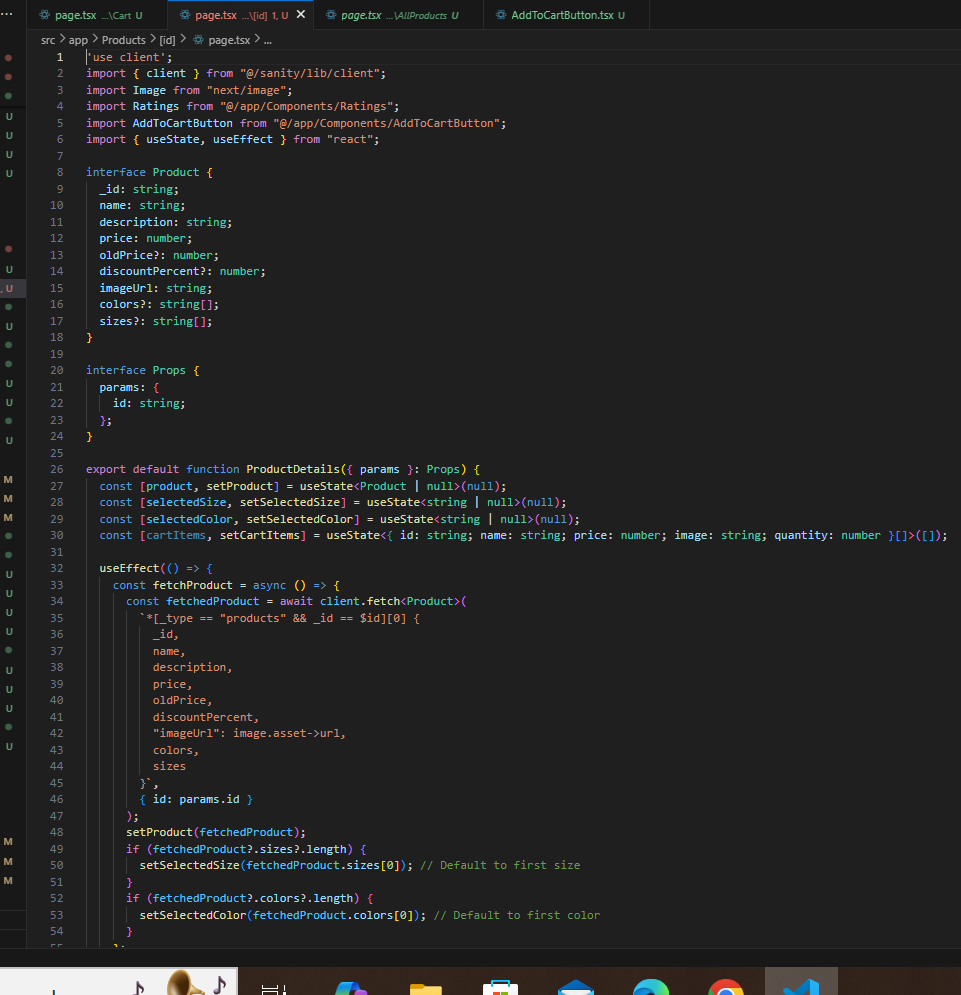 page.tsx ...\Cart U
page.tsx ...\[id] 1, U
page.tsx ...\AllProducts U
AddToCartButton.tsx U
src > app > Products > [id] > page.tsx > ...
1 'use client';
2 import { client } from "@/sanity/lib/client";
3 import Image from "next/image";
4 import Ratings from "@/app/Components/Ratings";
5 import AddToCartButton from "@/app/Components/AddToCartButton";
6 import { useState, useEffect } from "react";
7
8 interface Product {
9 _id: string;
10 name: string;
11 description: string;
12 price: number;
13 oldPrice?: number;
14 discountPercent?: number;
15 imageUrl: string;
16 colors?: string[];
17 sizes?: string[];
18 }
19
20 interface Props {
21 params: {
22 id: string;
23 };
24 }
25
26 export default function ProductDetails({ params }: Props) {
27 const [product, setProduct] = useState<Product | null>(null);
28 const [selectedSize, setSelectedSize] = useState<string | null>(null);
29 const [selectedColor, setSelectedColor] = useState<string | null>(null);
30 const [cartItems, setCartItems] = useState<{ id: string; name: string; price: number; image: string; quantity: number }[]>([]);
31
32 useEffect(() => {
33 const fetchProduct = async () => {
34 const fetchedProduct = await client.fetch<Product>(
35 `*[_type == "products" && _id == $id][0] {
36 _id,
37 name,
38 description,
39 price,
40 oldPrice,
41 discountPercent,
42 "imageUrl": image.asset->url,
43 colors,
44 sizes
45 }`,
46 { id: params.id }
47 );
48 setProduct(fetchedProduct);
49 if (fetchedProduct?.sizes?.length) {
50 setSelectedSize(fetchedProduct.sizes[0]); // Default to first size
51 }
52 if (fetchedProduct?.colors?.length) {
53 setSelectedColor(fetchedProduct.colors[0]); // Default to first color
54 }
U
U
U
U
U
U
U
U
U
U
M
M
M
U
U
U
U
U
U
U
U
M
M
M